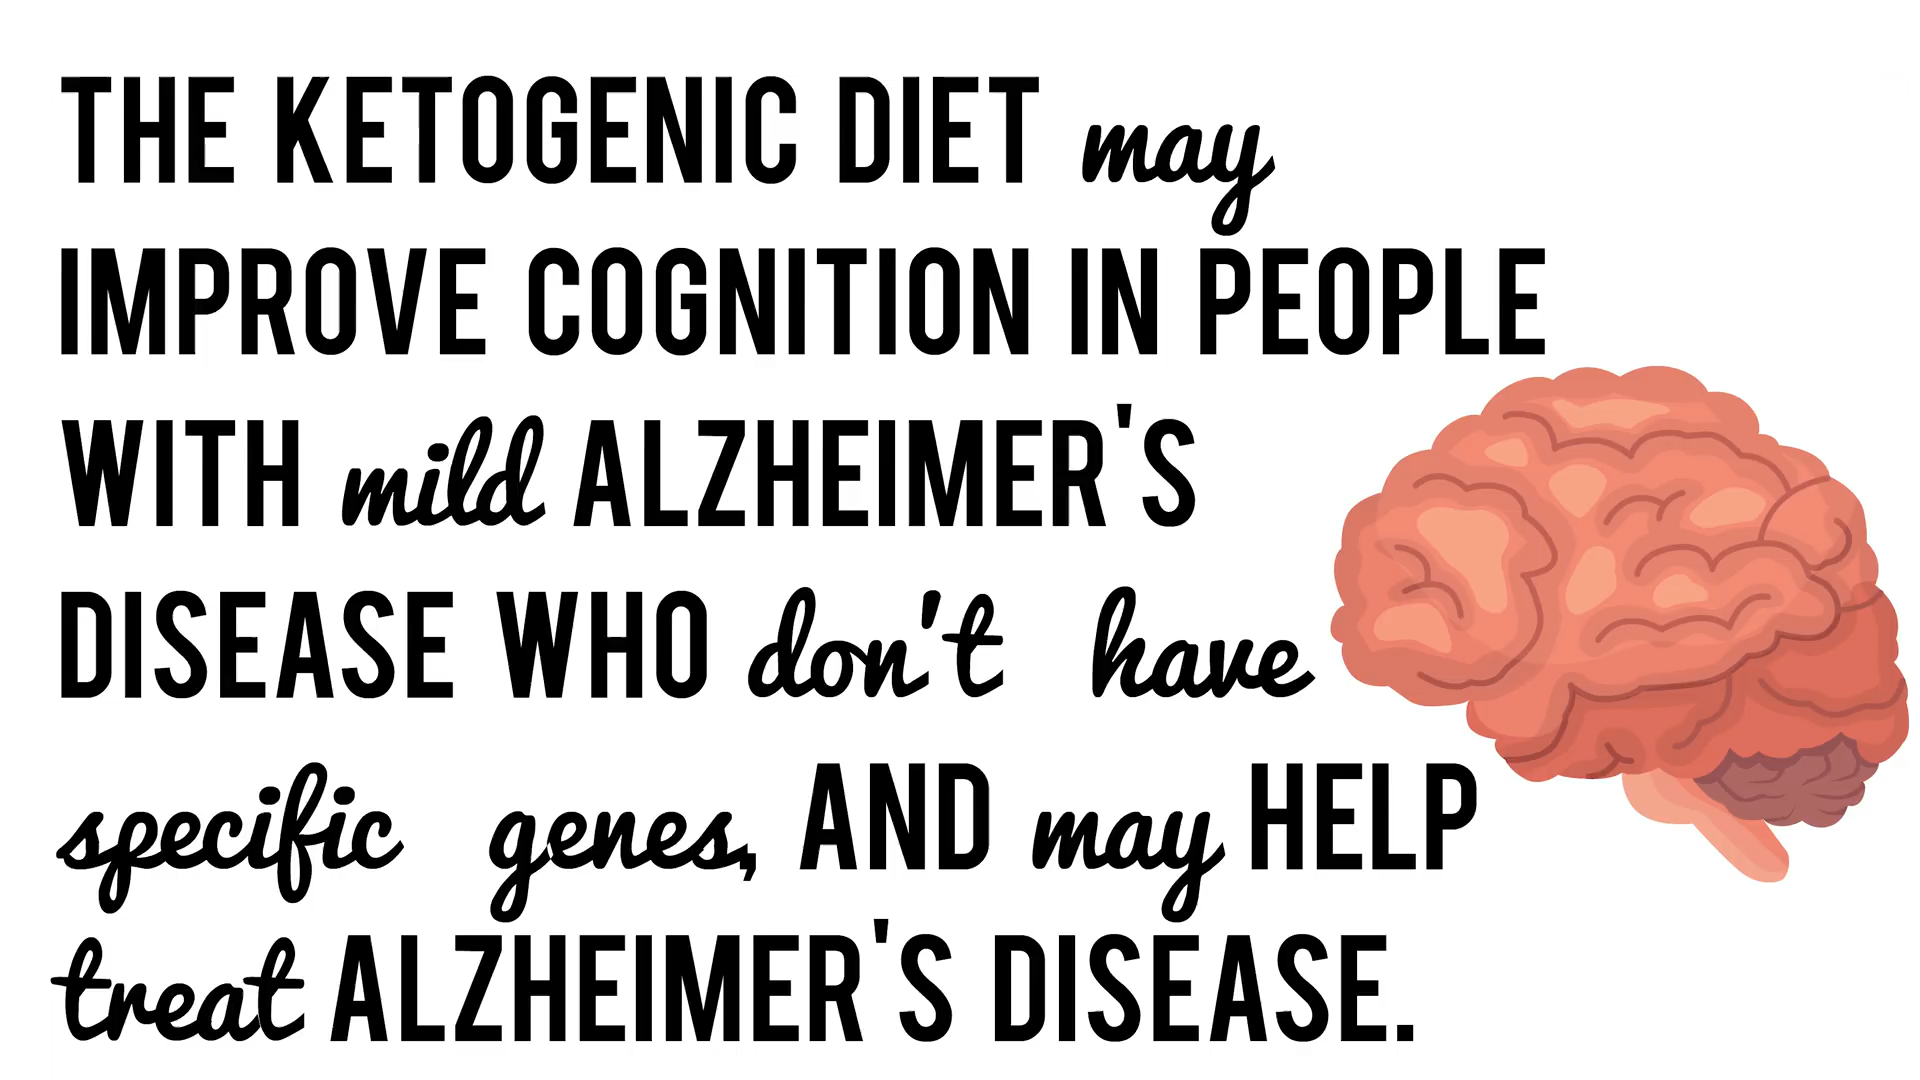 THE KETOGENIC DIET may
IMPROVE COGNITION IN PEOPLE
WITH mild ALZHEIMER'S
DISEASE WHO don't have
specific genes, AND may HELP
treat ALZHEIMER'S DISEASE.